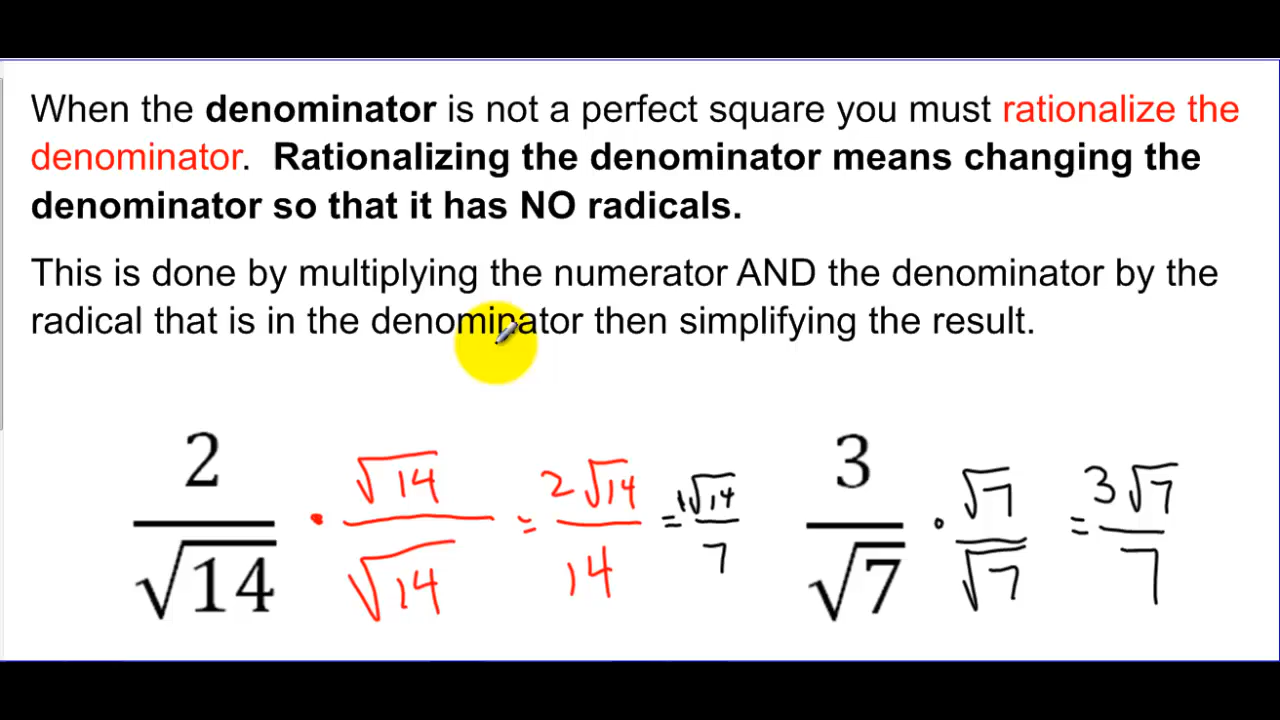 When the denominator is not a perfect square you must rationalize the
denominator. Rationalizing the denominator means changing the
denominator so that it has NO radicals.
This is done by multiplying the numerator AND the denominator by the
radical that is in the denominator then simplifying the result.
2/√14 · √14/√14 = 2√14/14 = 1√14/7
3/√7 · √7/√7 = 3√7/7